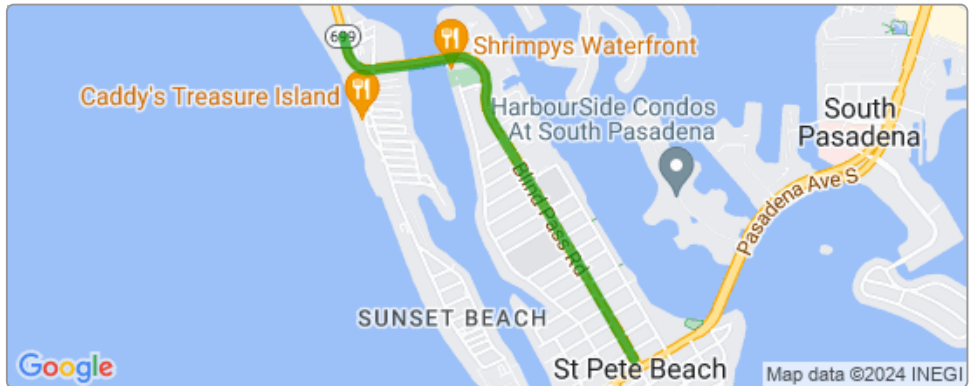 699
Shrimpys Waterfront
Caddy's Treasure Island
HarbourSide Condos
At South Pasadena
South
Pasadena
Blind Pass Rd
Pasadena Ave S
SUNSET BEACH
St Pete Beach
Google
Map data ©2024 INEGI